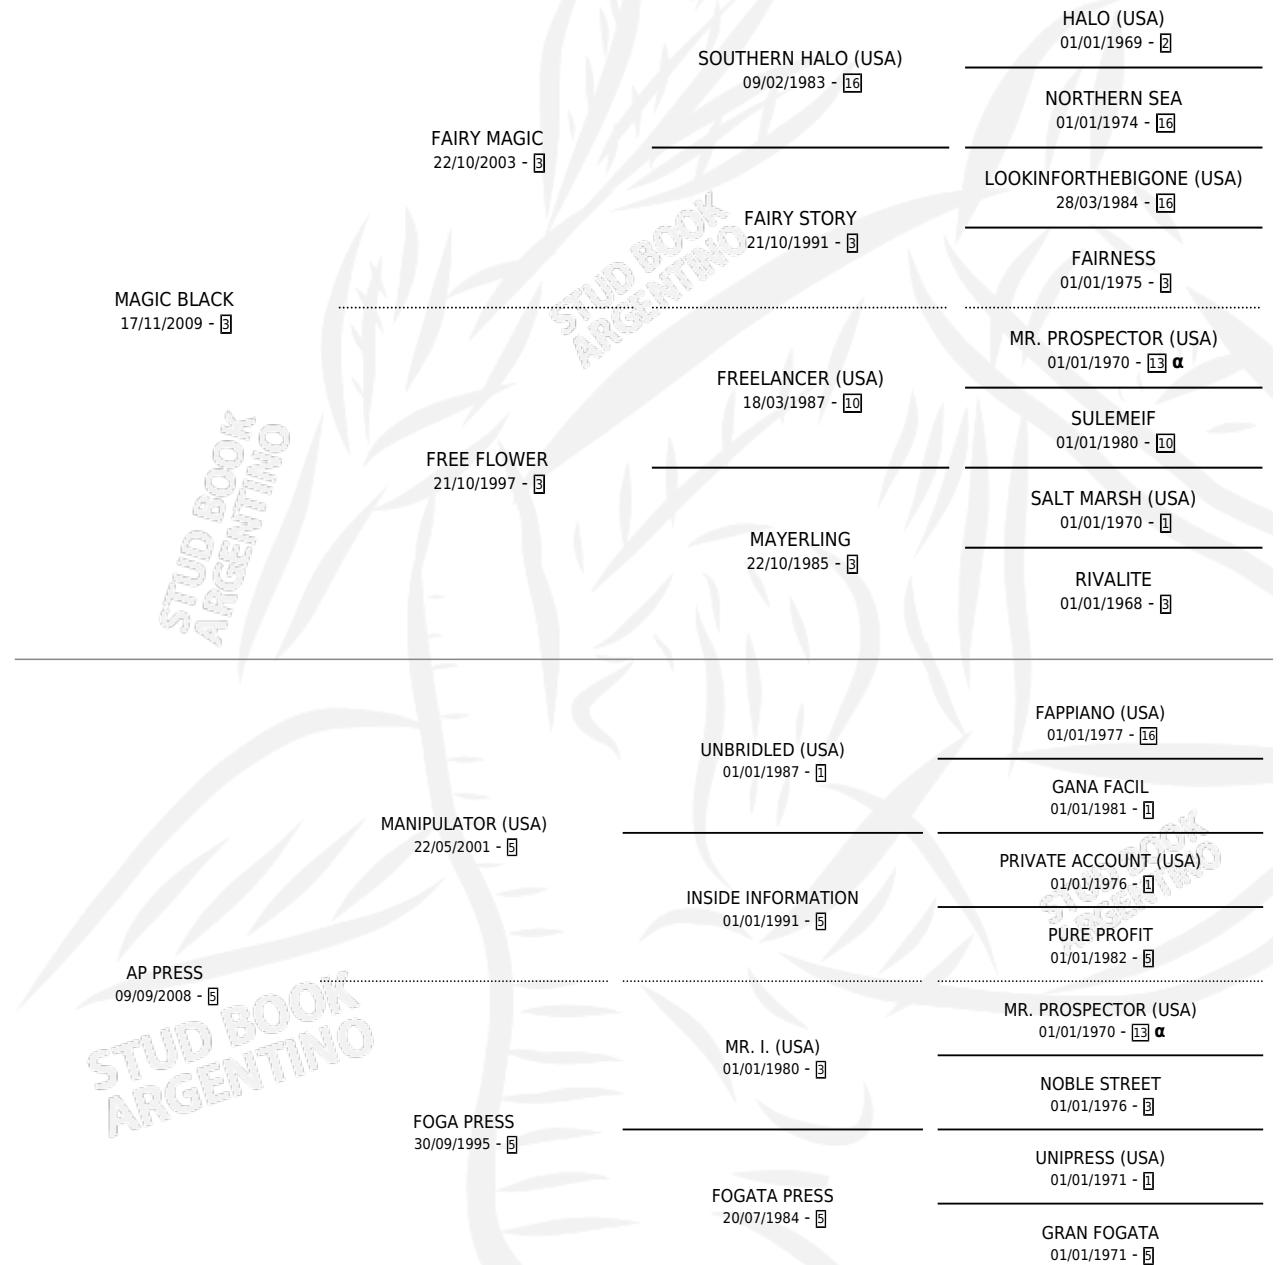 HALO (USA)
01/01/1969 - 2
SOUTHERN HALO (USA)
09/02/1983 - 16
NORTHERN SEA
01/01/1974 - 16
FAIRY MAGIC
22/10/2003 - 3
LOOKINFORTHEBIGONE (USA)
28/03/1984 - 16
FAIRY STORY
21/10/1991 - 3
FAIRNESS
01/01/1975 - 3
MAGIC BLACK
17/11/2009 - 3
MR. PROSPECTOR (USA)
01/01/1970 - 13 α
FREELANCER (USA)
18/03/1987 - 10
SULEMEIF
01/01/1980 - 10
FREE FLOWER
21/10/1997 - 3
SALT MARSH (USA)
01/01/1970 - 1
MAYERLING
22/10/1985 - 3
RIVALITE
01/01/1968 - 3
STUD BOOK
ARGENTINO
STUD BOOK
ARGENTINO
FAPPIANO (USA)
01/01/1977 - 16
UNBRIDLED (USA)
01/01/1987 - 1
GANA FACIL
01/01/1981 - 1
MANIPULATOR (USA)
22/05/2001 - 5
PRIVATE ACCOUNT (USA)
01/01/1976 - 1
INSIDE INFORMATION
01/01/1991 - 5
PURE PROFIT
01/01/1982 - 5
AP PRESS
09/09/2008 - 5
MR. PROSPECTOR (USA)
01/01/1970 - 13 α
MR. I. (USA)
01/01/1980 - 3
NOBLE STREET
01/01/1976 - 3
FOGA PRESS
30/09/1995 - 5
UNIPRESS (USA)
01/01/1971 - 1
FOGATA PRESS
20/07/1984 - 5
GRAN FOGATA
01/01/1971 - 5
STUD BOOK
ARGENTINO
STUD BOOK
ARGENTINO